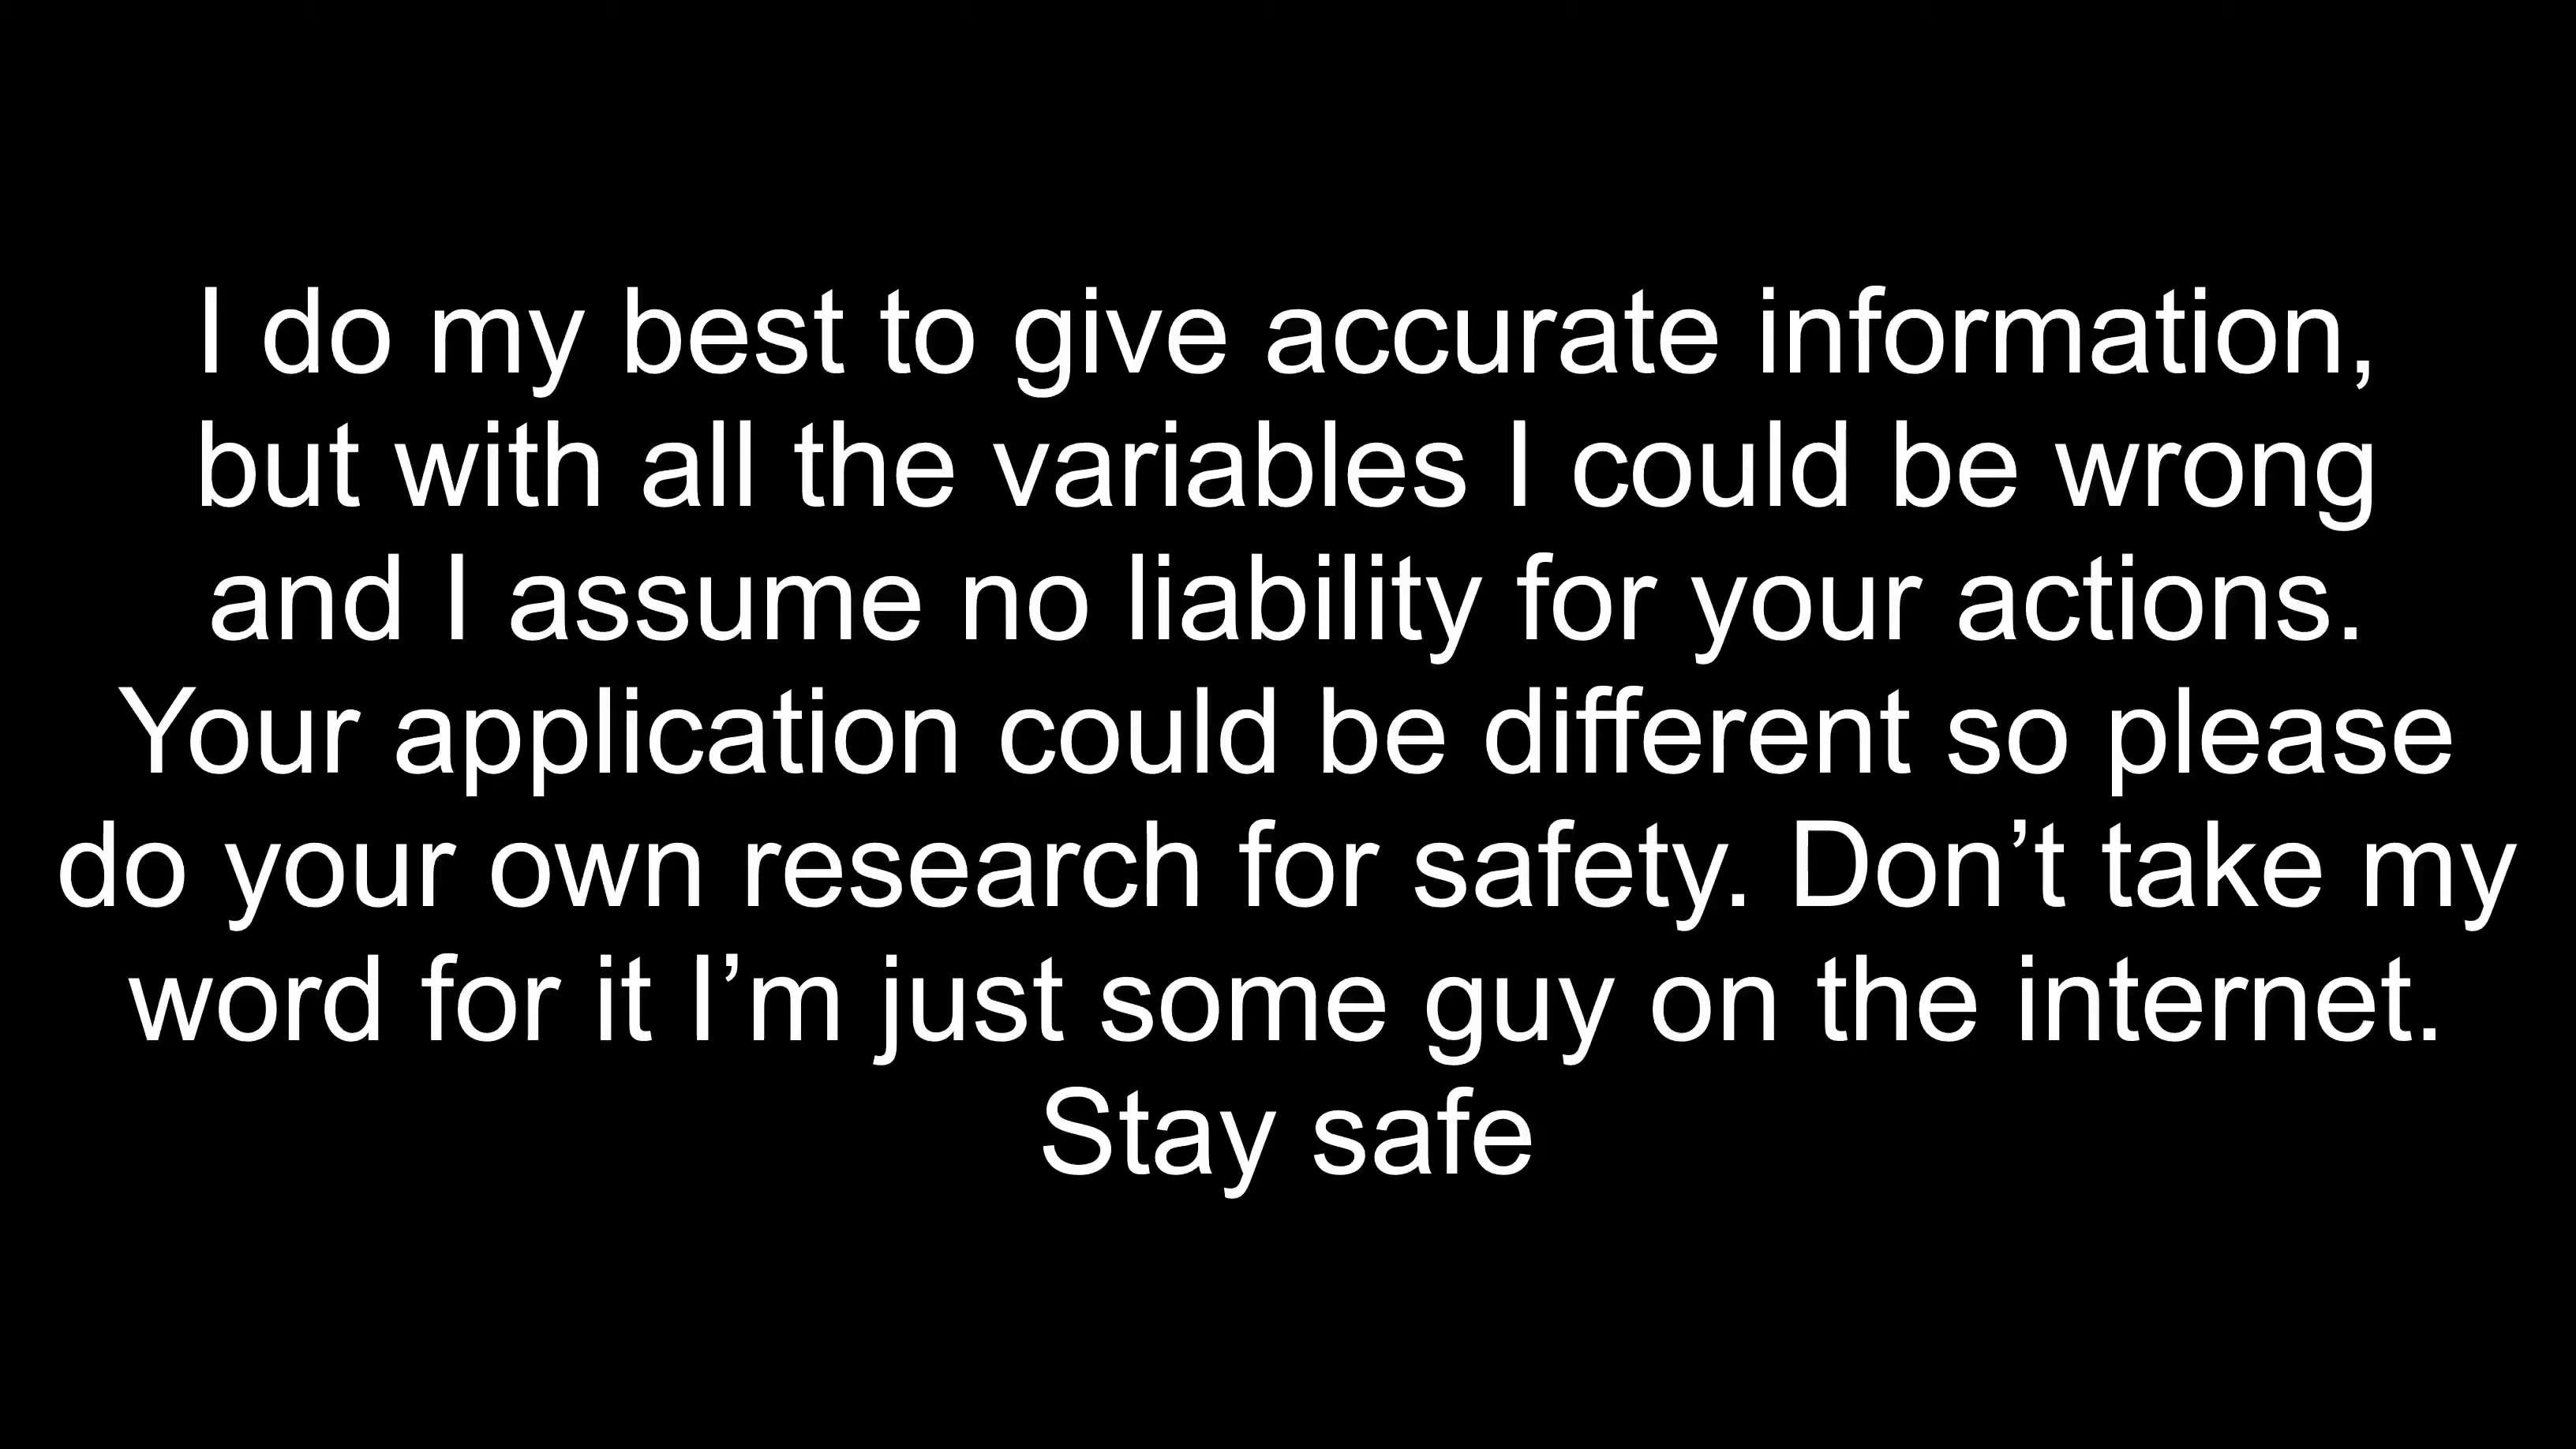 I do my best to give accurate information,
but with all the variables I could be wrong
and I assume no liability for your actions.
Your application could be different so please
do your own research for safety. Don’t take my
word for it I’m just some guy on the internet.
Stay safe